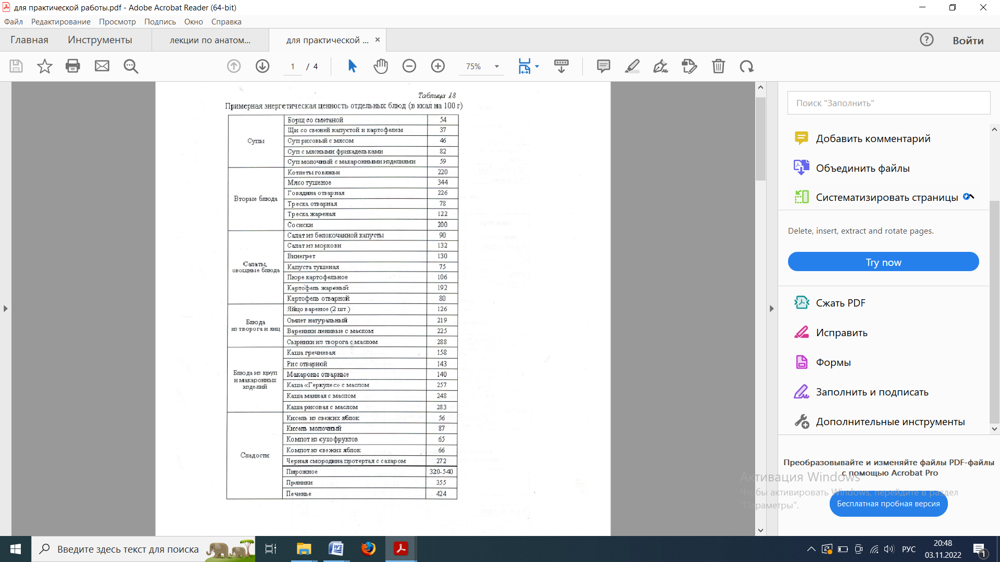 для практической работы.pdf - Adobe Acrobat Reader (64-bit)
Файл Редактирование Просмотр Подпись Окно Справка
Главная Инструменты лекции по анатом... для практической ... × Войти
1 / 4 75%
Таблица 18
Примерная энергетическая ценность отдельных блюд (в ккал на 100 г)
Супы
Борщ со сметаной 54
Щи со свежей капустой и картофелем 37
Суп рисовый с мясом 46
Суп с мясными фрикадельками 82
Суп молочный с макаронными изделиями 59
Вторые блюда
Котлеты говяжьи 220
Мясо тушеное 344
Говядина отварная 226
Треска отварная 78
Треска жареная 122
Сосиски 200
Салаты,
овощные блюда
Салат из белокочанной капусты 90
Салат из моркови 132
Винегрет 130
Капуста тушеная 75
Пюре картофельное 106
Картофель жареный 192
Картофель отварной 80
Блюда
из творога и яиц
Яйцо вареное (2 шт.) 126
Омлет натуральный 219
Вареники ленивые с маслом 225
Сырники из творога с маслом 288
Блюда из круп
и макаронных
изделий
Каша гречневая 158
Рис отварной 143
Макароны отварные 140
Каша «Геркулес» с маслом 257
Каша манная с маслом 248
Каша рисовая с маслом 283
Сладости
Кисель из свежих яблок 56
Кисель молочный 87
Компот из сухофруктов 65
Компот из свежих яблок 66
Черная смородина протертая с сахаром 272
Пирожное 320-540
Пряники 355
Печенье 424
Поиск "Заполнить"
Добавить комментарий
Объединить файлы
Систематизировать страницы
Delete, insert, extract and rotate pages.
Try now
Сжать PDF
Исправить
Формы
Заполнить и подписать
Дополнительные инструменты
Преобразовывайте и изменяйте файлы PDF-файлы
с помощью Acrobat Pro
Бесплатная пробная версия
Активация Windows
Чтобы активировать Windows, перейдите в раздел
"Параметры".
Введите здесь текст для поиска
РУС
20:48
03.11.2022
1